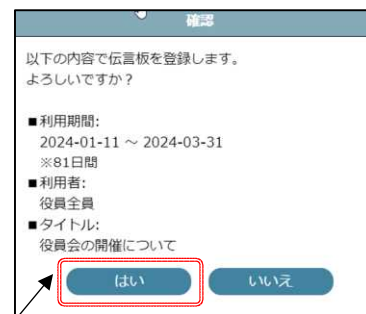 確認
以下の内容で伝言板を登録します。
よろしいですか？
■利用期間:
2024-01-11 ～ 2024-03-31
※81日間
■利用者:
役員全員
■タイトル:
役員会の開催について
はい いいえ